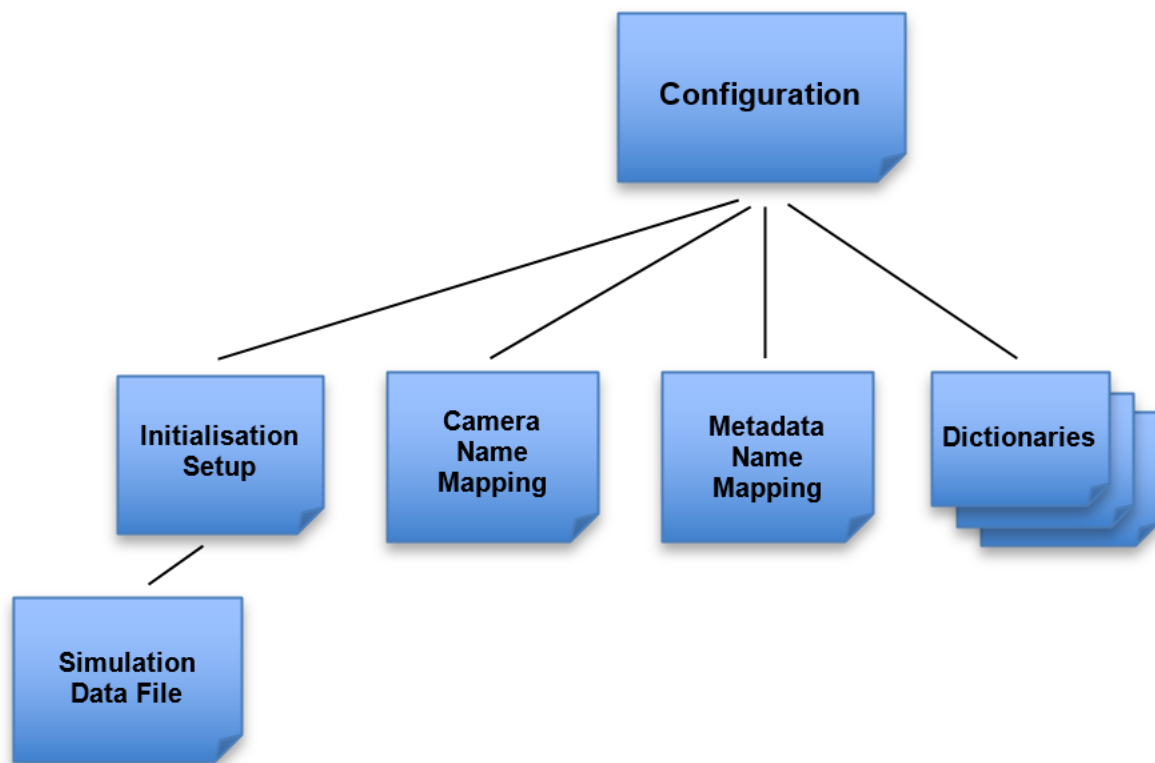 Configuration
Initialisation
Setup
Camera
Name
Mapping
Metadata
Name
Mapping
Dictionaries
Simulation
Data File